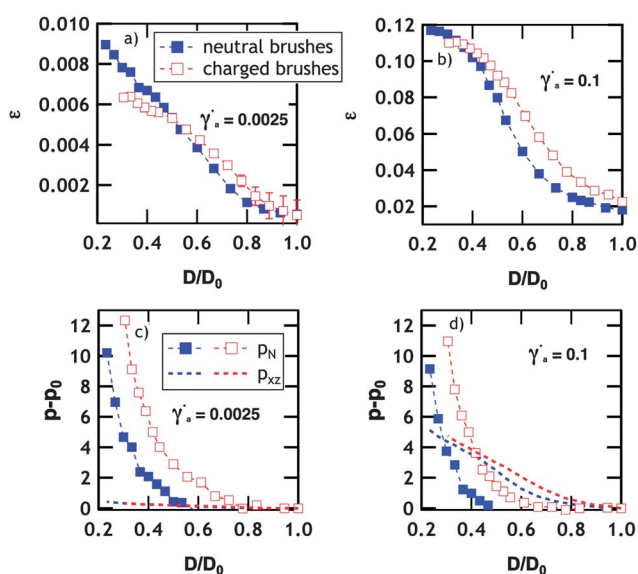 0.010
0.008
0.006
0.004
0.002
ε
a)
neutral brushes
charged brushes
γ̇a = 0.0025
0.2 0.4 0.6 0.8 1.0
D/D0
0.12
0.10
0.08
0.06
0.04
0.02
ε
b)
γ̇a = 0.1
0.2 0.4 0.6 0.8 1.0
D/D0
12
10
8
6
4
2
0
p-p0
c)
pN
pxz
γ̇a = 0.0025
0.2 0.4 0.6 0.8 1.0
D/D0
12
10
8
6
4
2
0
p-p0
d)
γ̇a = 0.1
0.2 0.4 0.6 0.8 1.0
D/D0